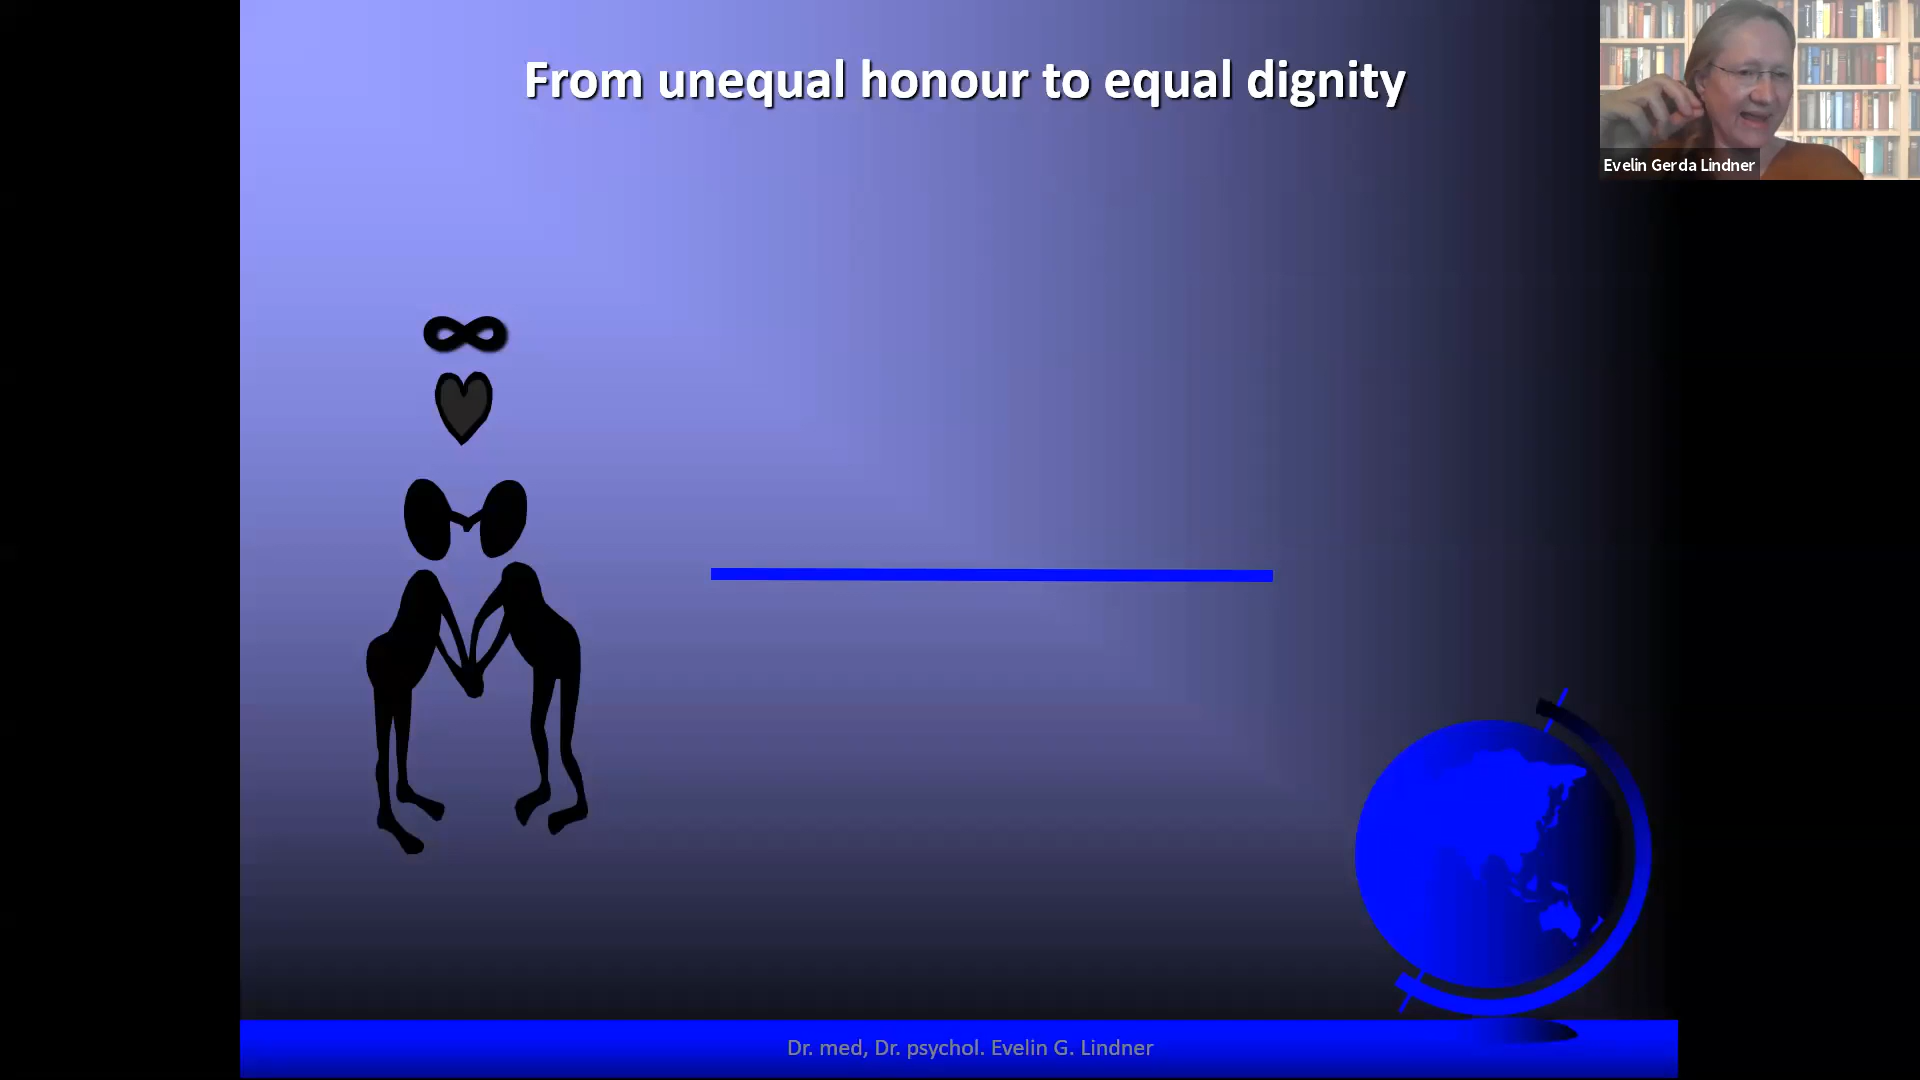 From unequal honour to equal dignity
Evelin Gerda Lindner
Dr. med, Dr. psychol. Evelin G. Lindner